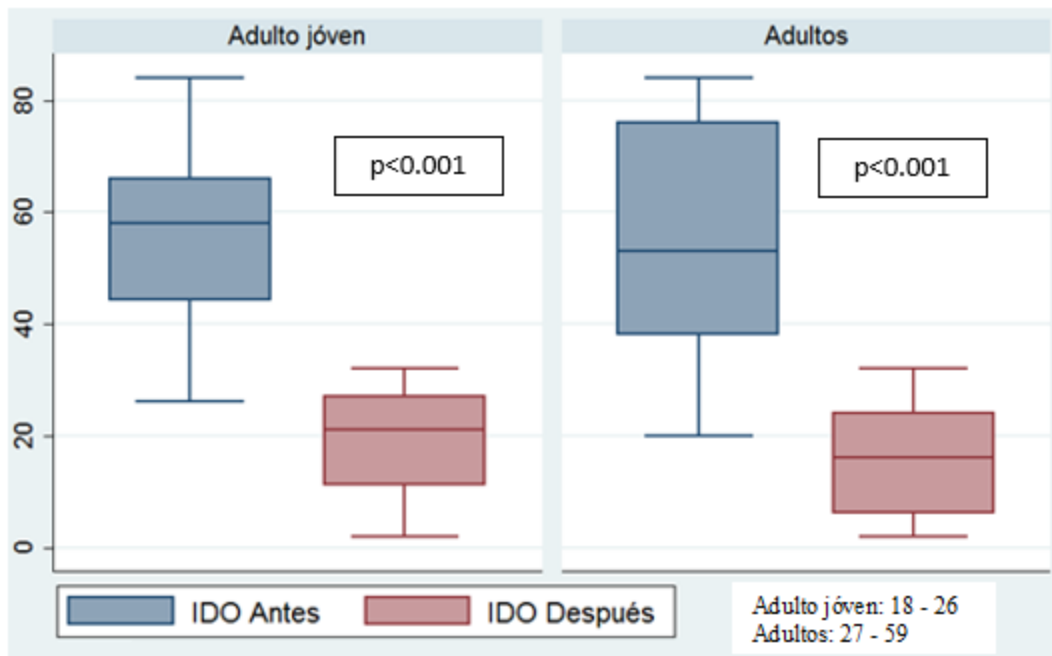 Adulto jóven
Adultos
80
60
40
20
0
p<0.001
p<0.001
IDO Antes
IDO Después
Adulto jóven: 18 - 26
Adultos: 27 - 59